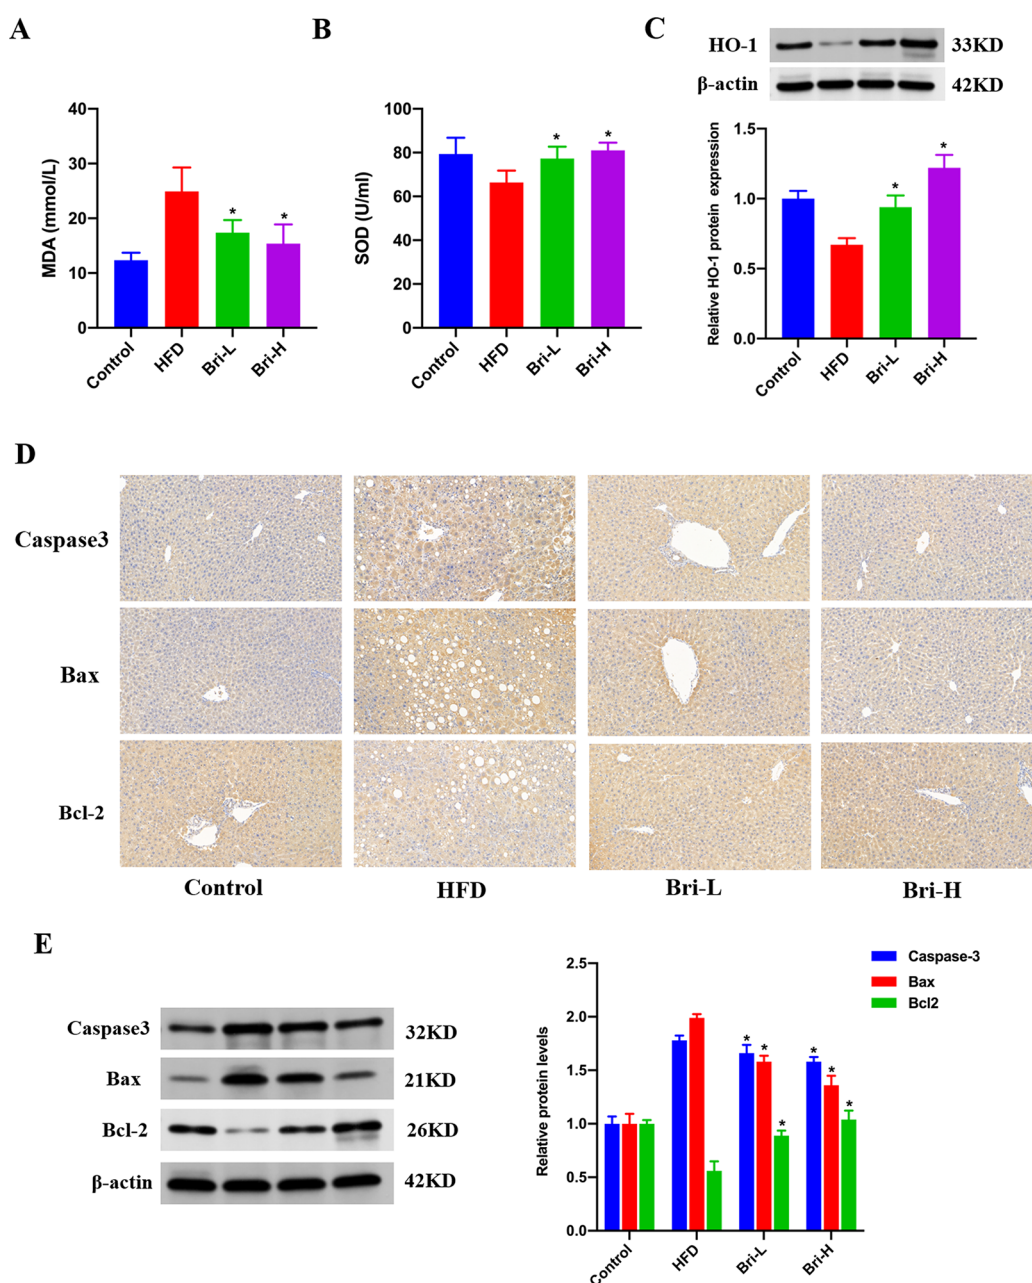 A
MDA (mmol/L)
40
30
20
10
0
*
*
Control
HFD
Bri-L
Bri-H
B
SOD (U/ml)
100
80
60
40
20
0
*
*
Control
HFD
Bri-L
Bri-H
C
HO-1
33KD
β-actin
42KD
Relative HO-1 protein expression
1.5
1.0
0.5
0.0
*
*
Control
HFD
Bri-L
Bri-H
D
Caspase3
Bax
Bcl-2
Control
HFD
Bri-L
Bri-H
E
Caspase3
32KD
Bax
21KD
Bcl-2
26KD
β-actin
42KD
Relative protein levels
2.5
2.0
1.5
1.0
0.5
0.0
*
*
*
*
*
*
Control
HFD
Bri-L
Bri-H
Caspase-3
Bax
Bcl2